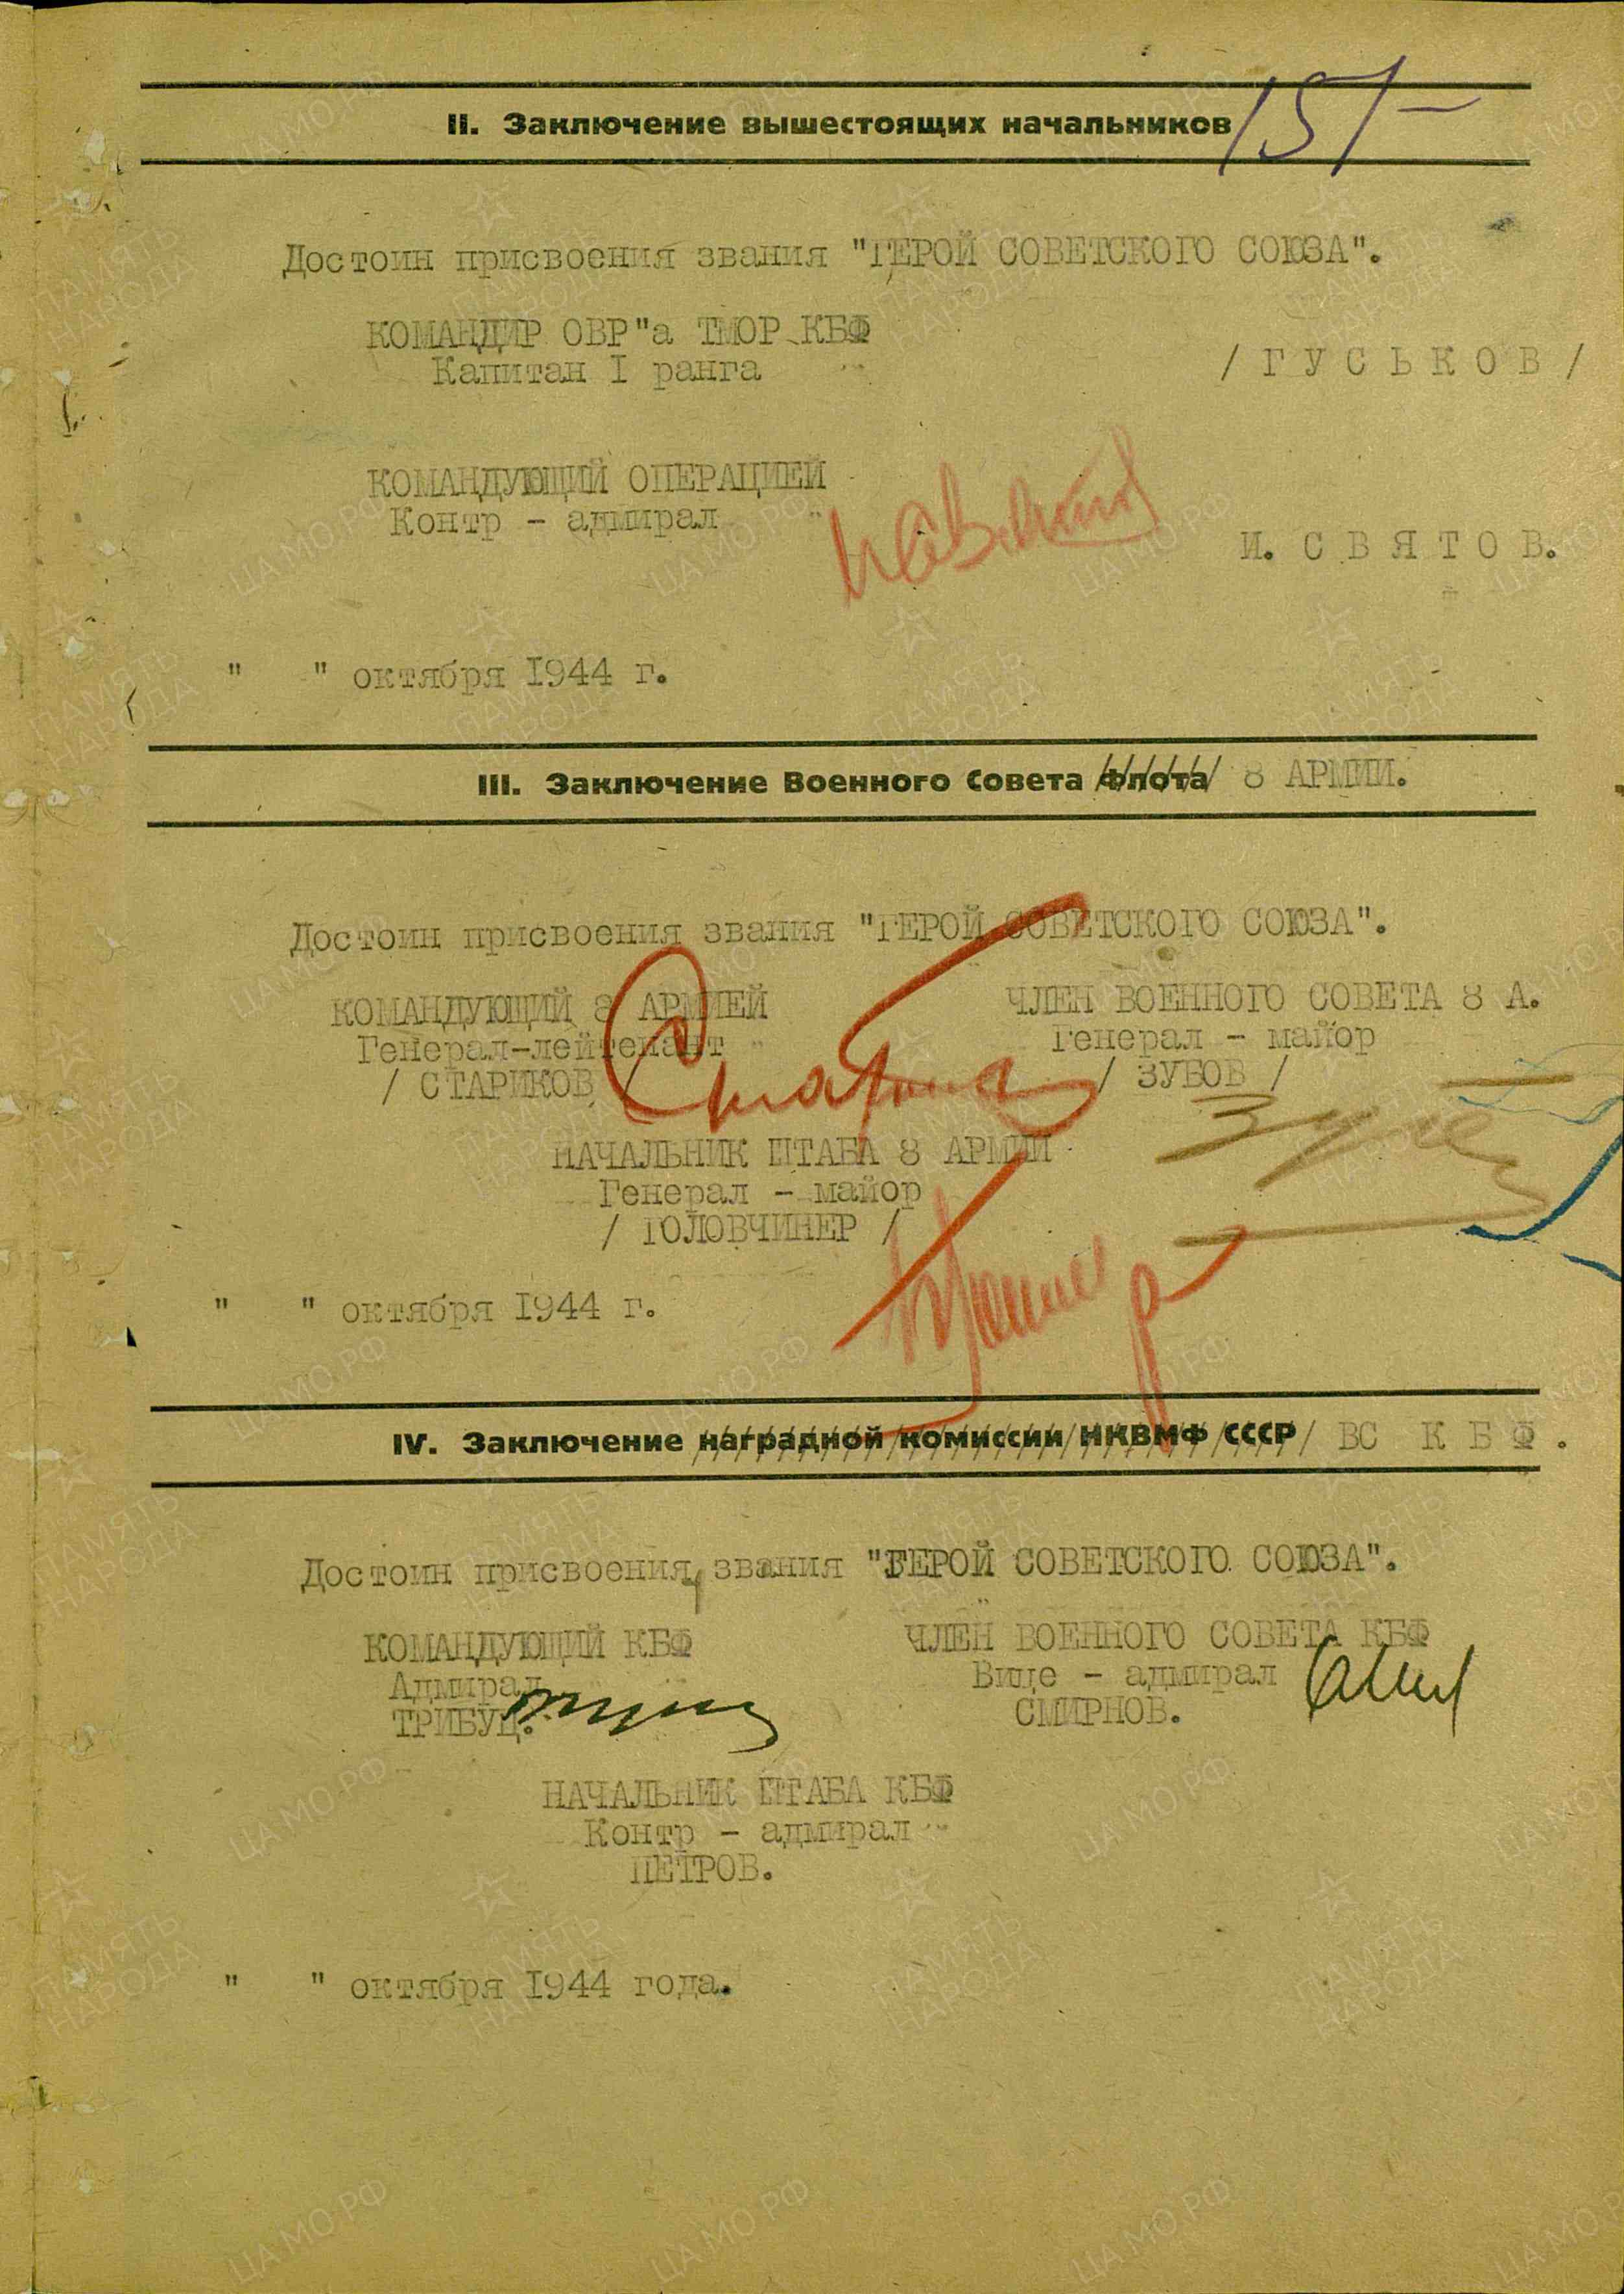 II. Заключение вышестоящих начальников
Достоин присвоения звания "ГЕРОЙ СОВЕТСКОГО СОЮЗА".
КОМАНДИР ОВР"а ТМОР КБФ
Капитан I ранга
/ Г У С Ь К О В /
КОМАНДУЮЩИЙ ОПЕРАЦИЕЙ
Контр - адмирал
И. С В Я Т О В.
" " октября 1944 г.
III. Заключение Военного Совета Флота 8 АРМИИ.
Достоин присвоения звания "ГЕРОЙ СОВЕТСКОГО СОЮЗА".
КОМАНДУЮЩИЙ 8 АРМИЕЙ
Генерал-лейтенант
/ СТАРИКОВ /
ЧЛЕН ВОЕННОГО СОВЕТА 8 А.
Генерал - майор
/ ЗУБОВ /
НАЧАЛЬНИК ШТАБА 8 АРМИИ
Генерал - майор
/ ГОЛОВЧИНЕР /
" " октября 1944 г.
IV. Заключение наградной комиссии НКВМФ СССР ВС К Б Ф.
Достоин присвоения звания "ГЕРОЙ СОВЕТСКОГО СОЮЗА".
КОМАНДУЮЩИЙ КБФ
Адмирал
ТРИБУЦ.
ЧЛЕН ВОЕННОГО СОВЕТА КБФ
Вице - адмирал
СМИРНОВ.
НАЧАЛЬНИК ШТАБА КБФ
Контр - адмирал
ПЕТРОВ.
" " октября 1944 года.